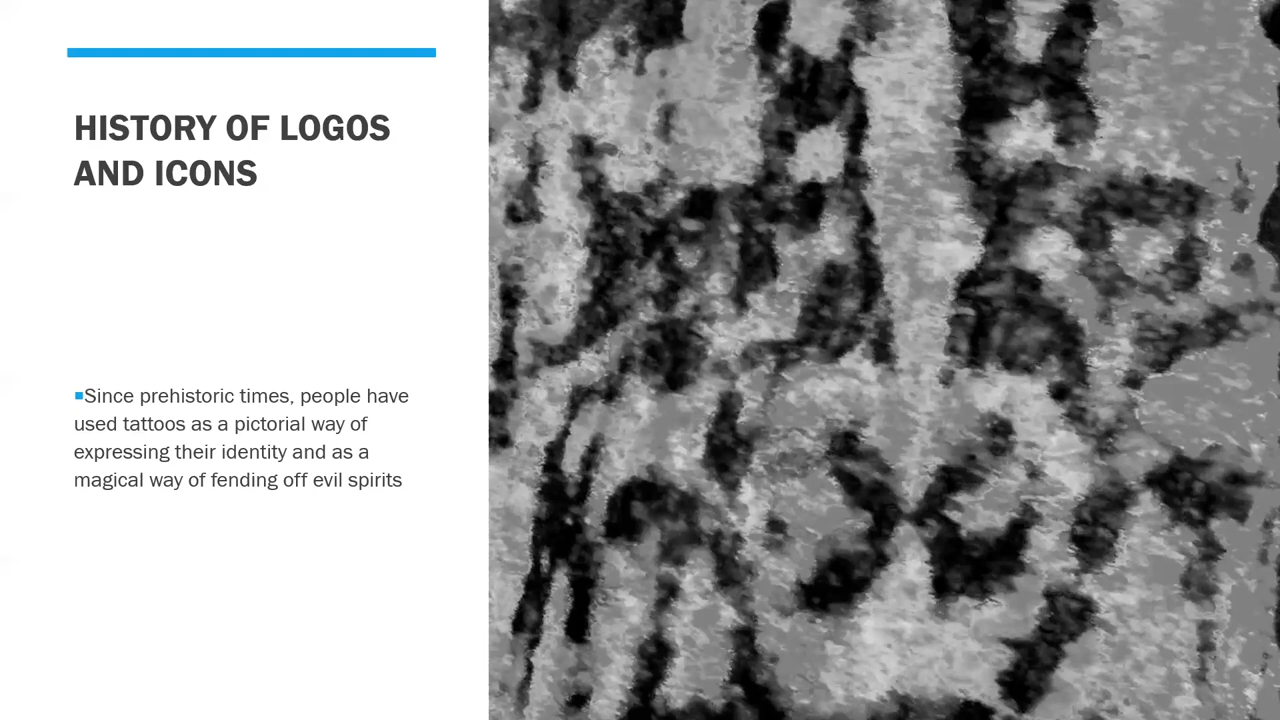 HISTORY OF LOGOS
AND ICONS
Since prehistoric times, people have
used tattoos as a pictorial way of
expressing their identity and as a
magical way of fending off evil spirits